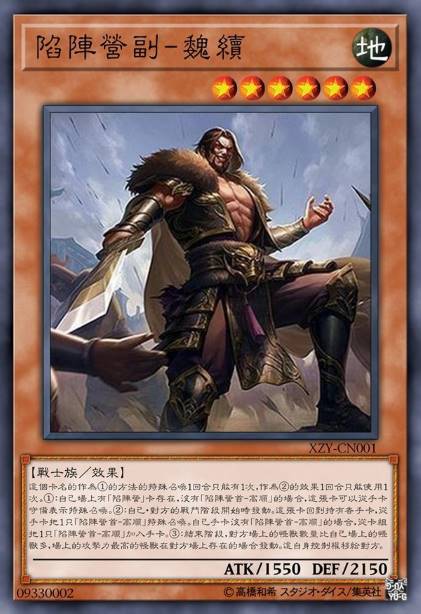 陷陣營副-魏續
地
XZY-CN001
【戰士族／效果】
這個卡名的作為①的方法的特殊召喚1回合只能有1次,作為②的效果1回合只能使用1
次。①:自己場上有「陷陣營」卡存在,沒有「陷陣營首-高順」的場合,這張卡可以從手卡
守備表示特殊召喚。②:自己·對方的戰鬥階段開始時發動。這張卡回到持有者手卡,從
手卡把1只「陷陣營首-高順」特殊召喚。自己手卡沒有「陷陣營首-高順」的場合,從卡組
把1只「陷陣營首-高順」加入手卡。③:結束階段,對方場上的怪獸數量比自己場上的怪
獸多,場上的攻擊力最高的怪獸在對方場上存在的場合發動。這自身控制權移給對方。
ATK/1550 DEF/2150
09330002
©高橋和希 スタジオ・ダイス/集英社